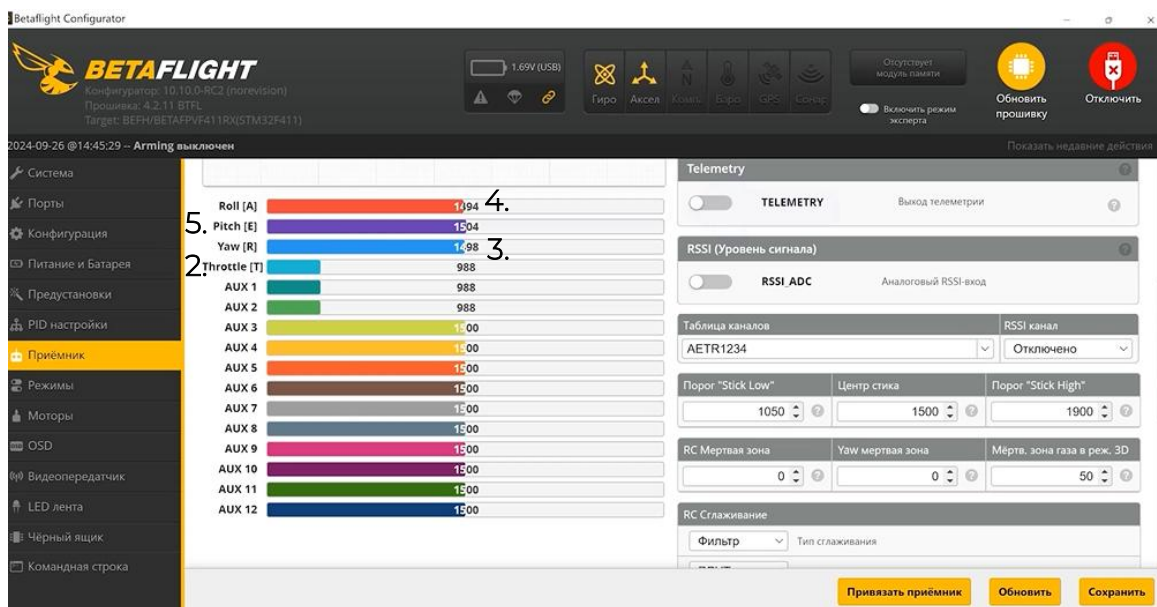 Betaflight Configurator
BETAFLIGHT
Конфигуратор: 10.10.0-RC2 (norevision)
Прошивка: 4.2.11 BTFL
Target: BEFH/BETAFPVF411RX(STM32F411)
1.69V (USB)
Гиро
Аксел
Комп.
Баро
GPS
Сонар
Отсутствует
модуль памяти
Включить режим
эксперта
Обновить
прошивку
Отключить
2024-09-26 @14:45:29 -- Arming выключен
Показать недавние действия
Система
Порты
Конфигурация
Питание и Батарея
Предустановки
PID настройки
Приёмник
Режимы
Моторы
OSD
Видеопередатчик
LED лента
Чёрный ящик
Командная строка
Roll [A] 1494 4.
5. Pitch [E] 1504
Yaw [R] 1498 3.
2. Throttle [T] 988
AUX 1 988
AUX 2 988
AUX 3 1500
AUX 4 1500
AUX 5 1500
AUX 6 1500
AUX 7 1500
AUX 8 1500
AUX 9 1500
AUX 10 1500
AUX 11 1500
AUX 12 1500
Telemetry
TELEMETRY Выход телеметрии
RSSI (Уровень сигнала)
RSSI_ADC Аналоговый RSSI-вход
Таблица каналов RSSI канал
AETR1234 Отключено
Порог "Stick Low" Центр стика Порог "Stick High"
1050 1500 1900
RC Мертвая зона Yaw мертвая зона Мёртв. зона газа в реж. 3D
0 0 50
RC Сглаживание
Фильтр Тип сглаживания
Привязать приёмник Обновить Сохранить